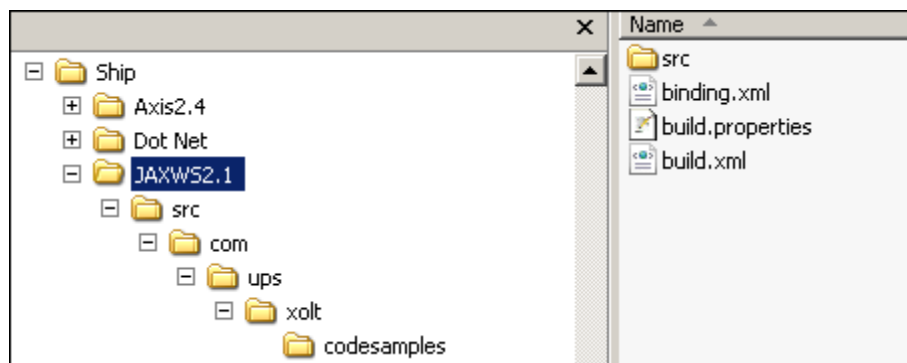 Ship
Axis2.4
Dot Net
JAXWS2.1
src
com
ups
xolt
codesamples
Name
src
binding.xml
build.properties
build.xml